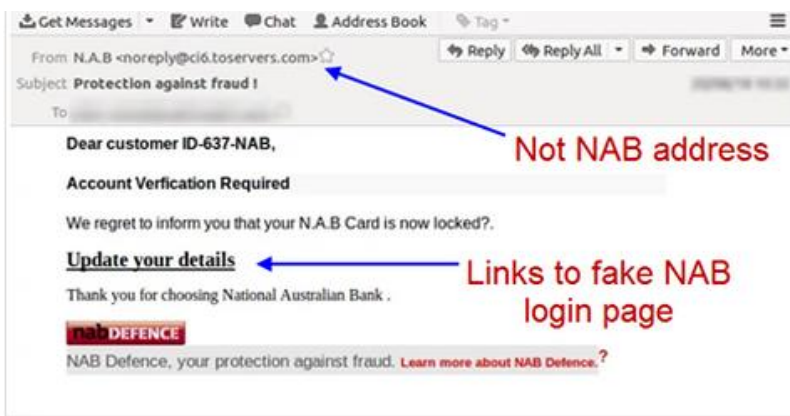 Get Messages Write Chat Address Book Tag
From N.A.B <noreply@ci6.toservers.com> Reply Reply All Forward More
Subject Protection against fraud !
To
Dear customer ID-637-NAB,
Not NAB address
Account Verfication Required
We regret to inform you that your N.A.B Card is now locked?.
Update your details
Links to fake NAB
login page
Thank you for choosing National Australian Bank .
nab DEFENCE
NAB Defence, your protection against fraud. Learn more about NAB Defence.?